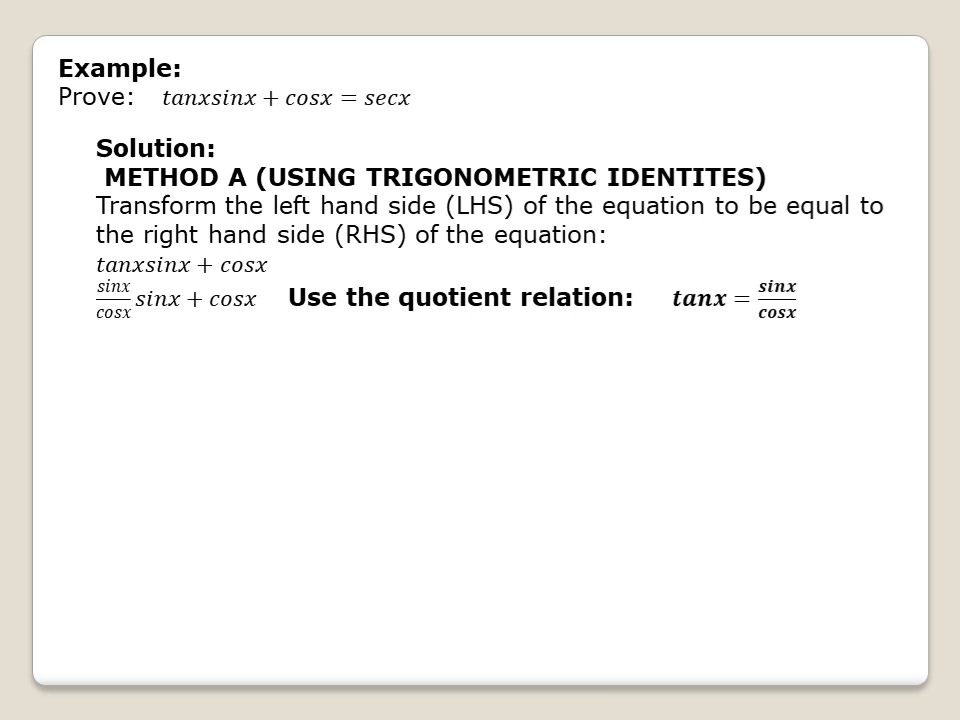 Example:
Prove: tanxsinx + cosx = secx
Solution:
METHOD A (USING TRIGONOMETRIC IDENTITES)
Transform the left hand side (LHS) of the equation to be equal to
the right hand side (RHS) of the equation:
tanxsinx + cosx
sinx/cosx sinx + cosx Use the quotient relation: tanx = sinx/cosx